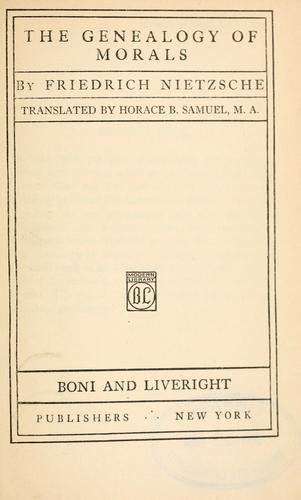 THE GENEALOGY OF
MORALS
BY FRIEDRICH NIETZSCHE
TRANSLATED BY HORACE B. SAMUEL, M. A.
MODERN
LIBRARY
BL
BONI AND LIVERIGHT
PUBLISHERS ∴ NEW YORK